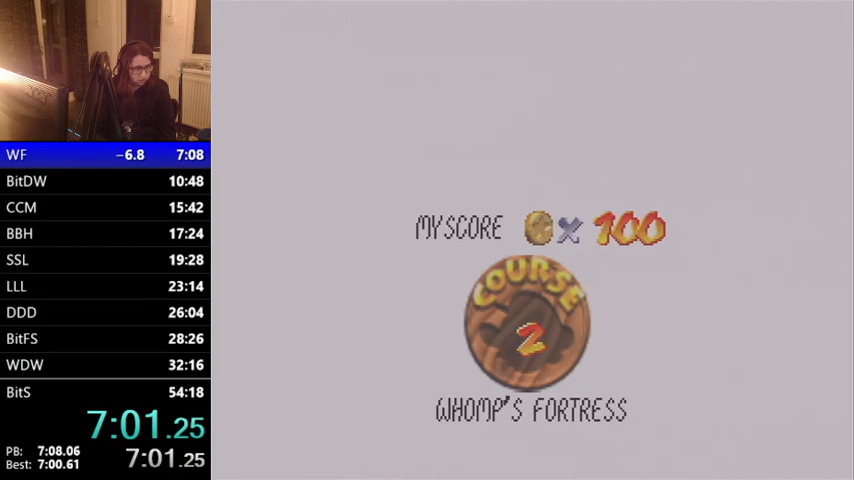 WF −6.8 7:08
BitDW 10:48
CCM 15:42
BBH 17:24
SSL 19:28
LLL 23:14
DDD 26:04
BitFS 28:26
WDW 32:16
BitS 54:18
7:01.25
PB: 7:08.06
Best: 7:00.61
7:01.25
MY SCORE × 100
COURSE
2
WHOMP'S FORTRESS